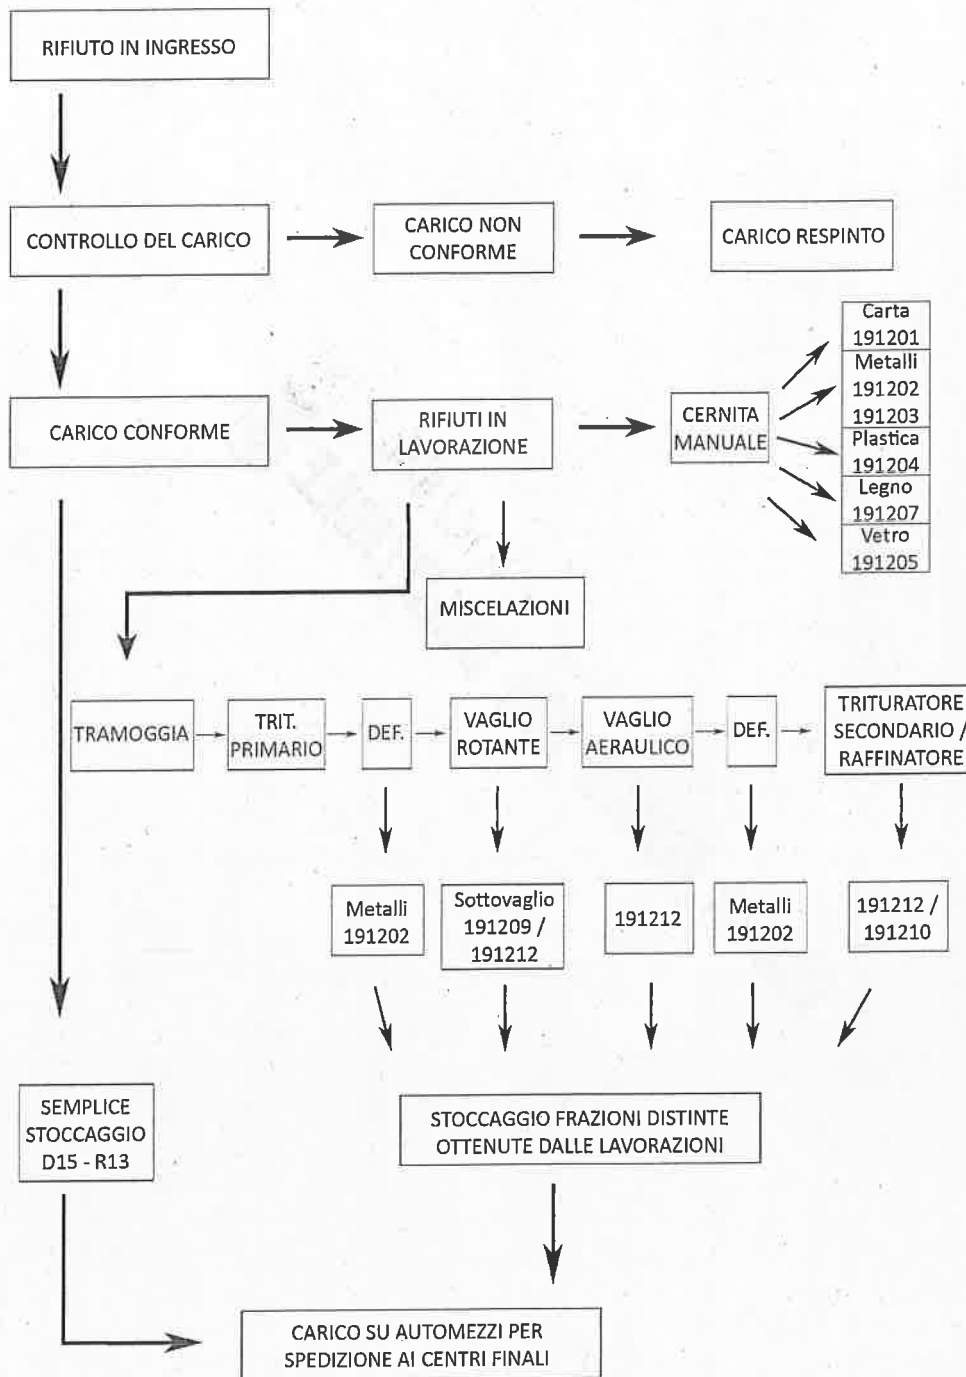 RIFIUTO IN INGRESSO
CONTROLLO DEL CARICO
CARICO NON
CONFORME
CARICO RESPINTO
CARICO CONFORME
RIFIUTI IN
LAVORAZIONE
CERNITA
MANUALE
Carta
191201
Metalli
191202
191203
Plastica
191204
Legno
191207
Vetro
191205
MISCELAZIONI
TRAMOGGIA
TRIT.
PRIMARIO
DEF.
VAGLIO
ROTANTE
VAGLIO
AERAULICO
DEF.
TRITURATORE
SECONDARIO /
RAFFINATORE
Metalli
191202
Sottovaglio
191209 /
191212
191212
Metalli
191202
191212 /
191210
SEMPLICE
STOCCAGGIO
D15 - R13
STOCCAGGIO FRAZIONI DISTINTE
OTTENUTE DALLE LAVORAZIONI
CARICO SU AUTOMEZZI PER
SPEDIZIONE AI CENTRI FINALI